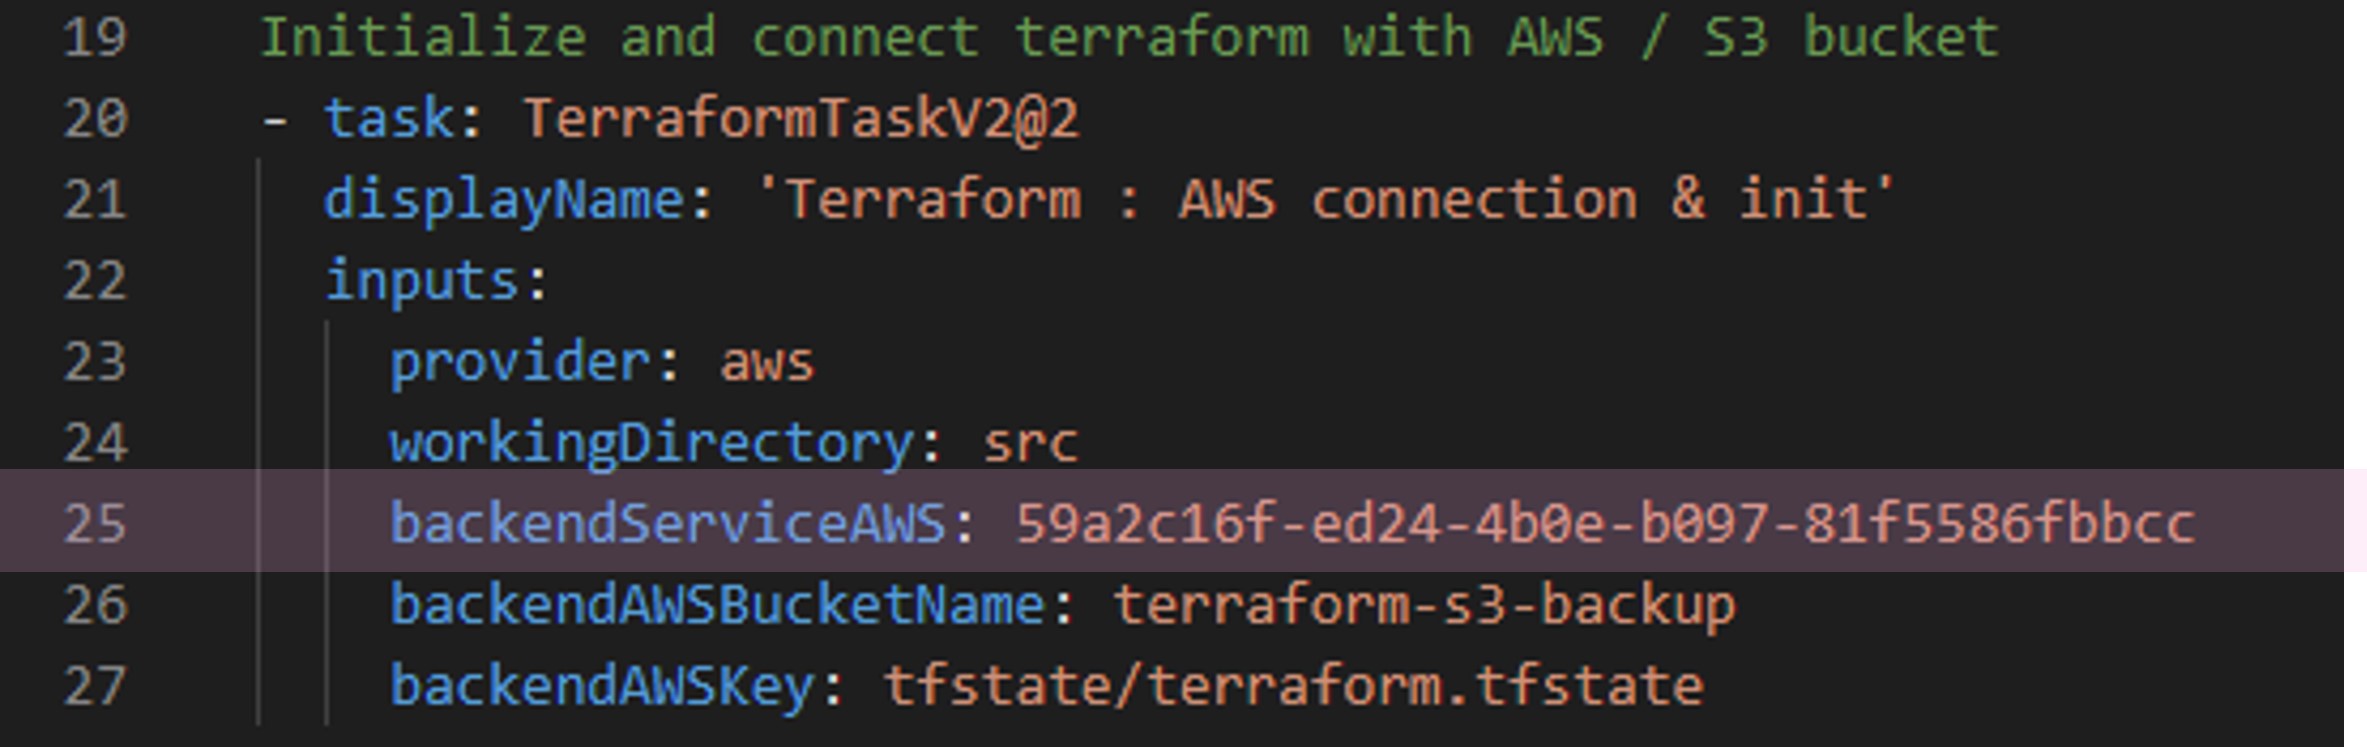 19 Initialize and connect terraform with AWS / S3 bucket
20 - task: TerraformTaskV2@2
21 displayName: 'Terraform : AWS connection & init'
22 inputs:
23 provider: aws
24 workingDirectory: src
25 backendServiceAWS: 59a2c16f-ed24-4b0e-b097-81f5586fbbcc
26 backendAWSBucketName: terraform-s3-backup
27 backendAWSKey: tfstate/terraform.tfstate